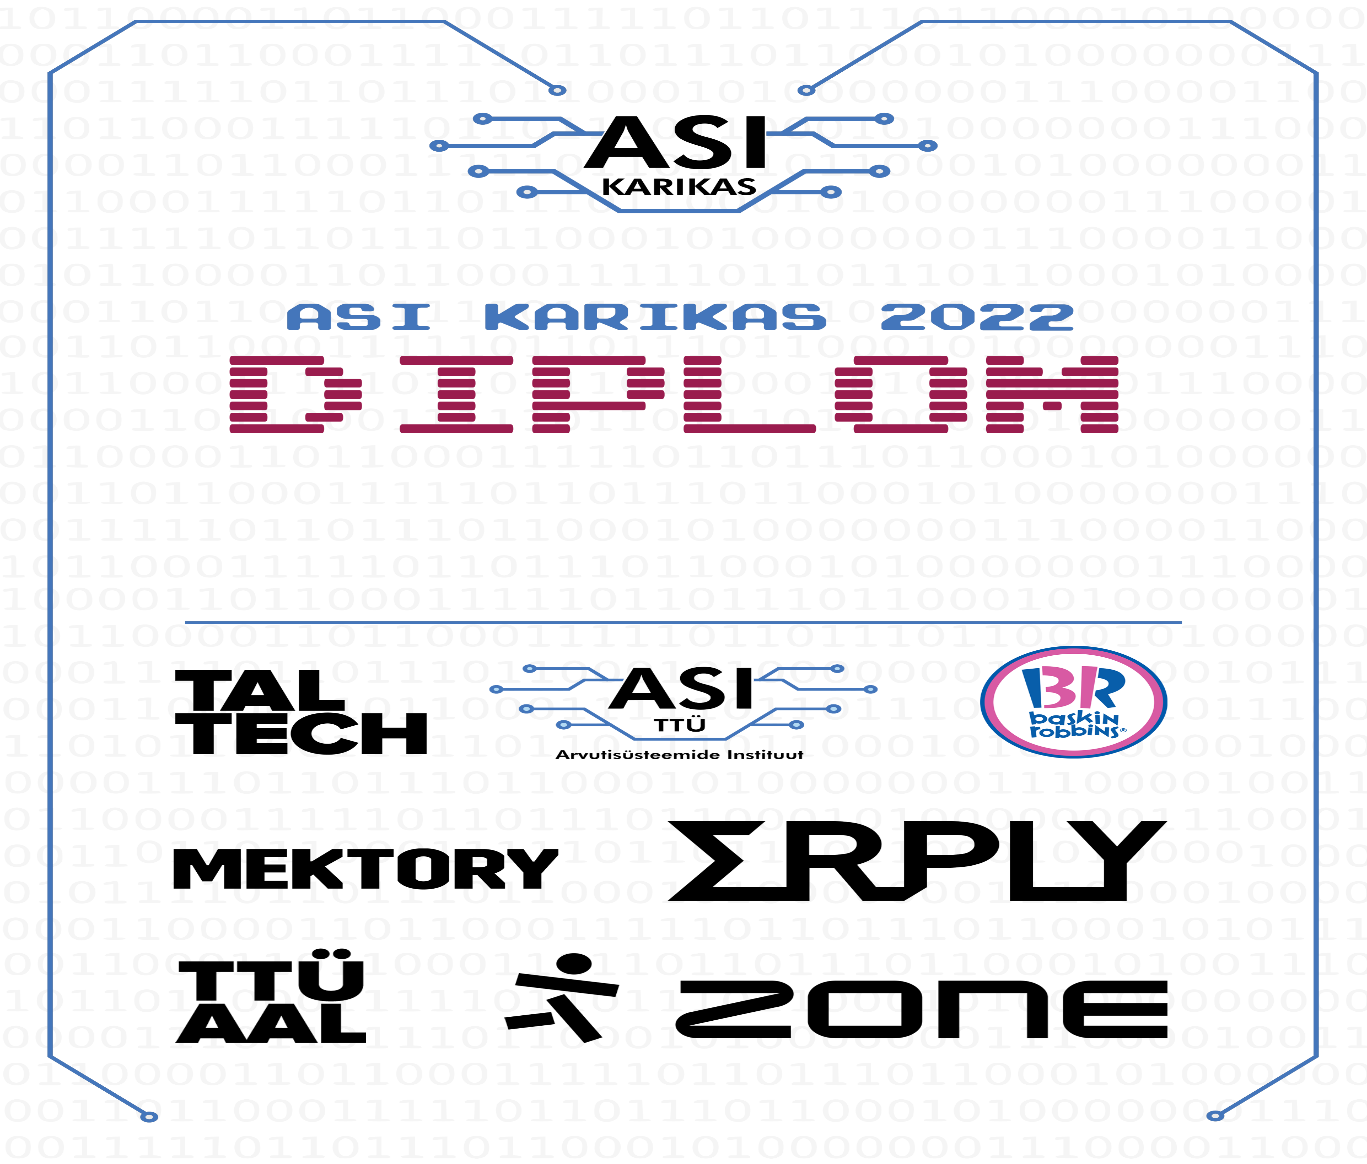 ASI
KARIKAS
ASI KARIKAS 2022
DIPLOM
TAL
TECH
ASI
TTÜ
Arvutisüsteemide Instituut
BR
baskin
robbins®
MEKTORY
ΣRPLY
TTÜ
AAL
ZONE